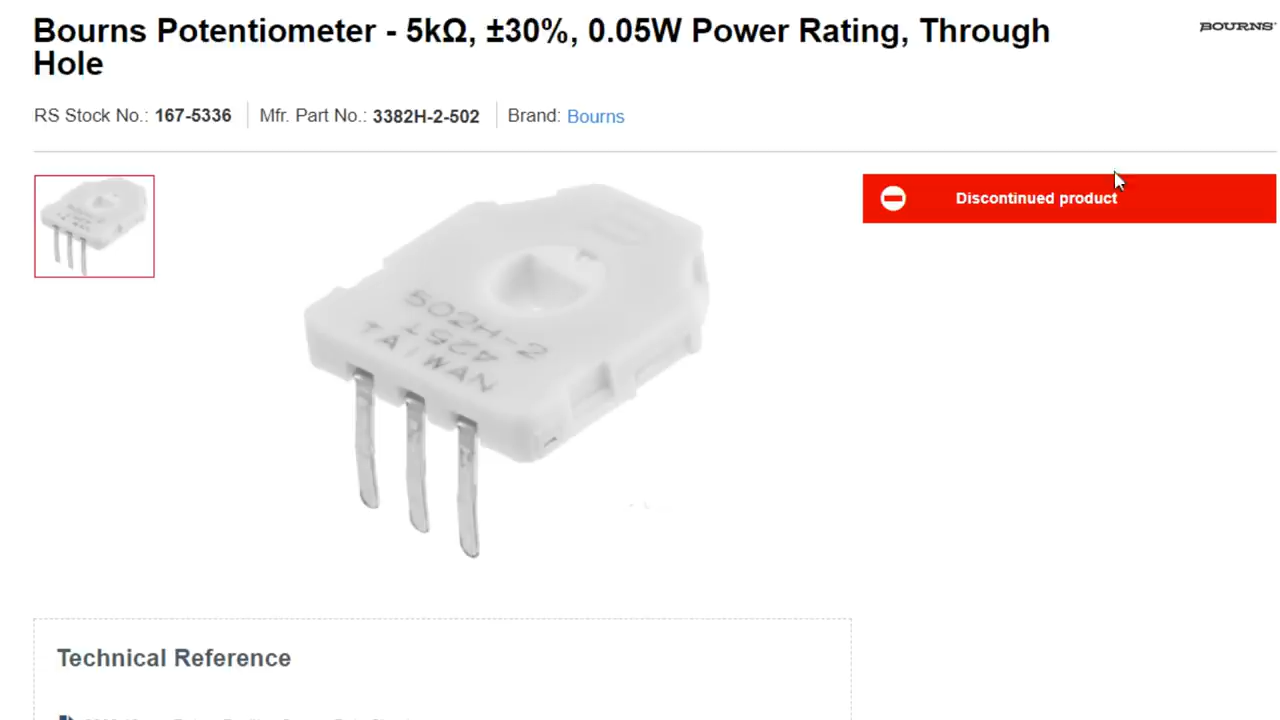 Bourns Potentiometer - 5kΩ, ±30%, 0.05W Power Rating, Through
Hole
BOURNS
RS Stock No.: 167-5336
Mfr. Part No.: 3382H-2-502
Brand: Bourns
Discontinued product
502H-2
TAIWAN
Technical Reference